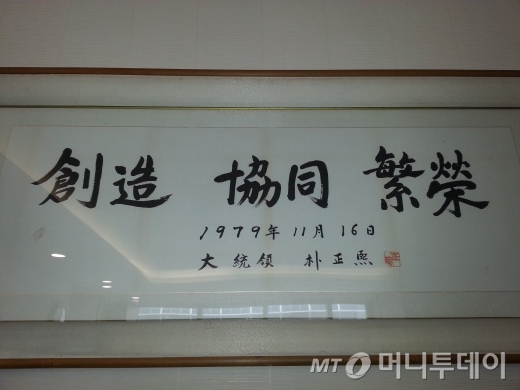 創造 協同 繁榮
1979年 11月 16日
大統領 朴正熙
MT 머니투데이